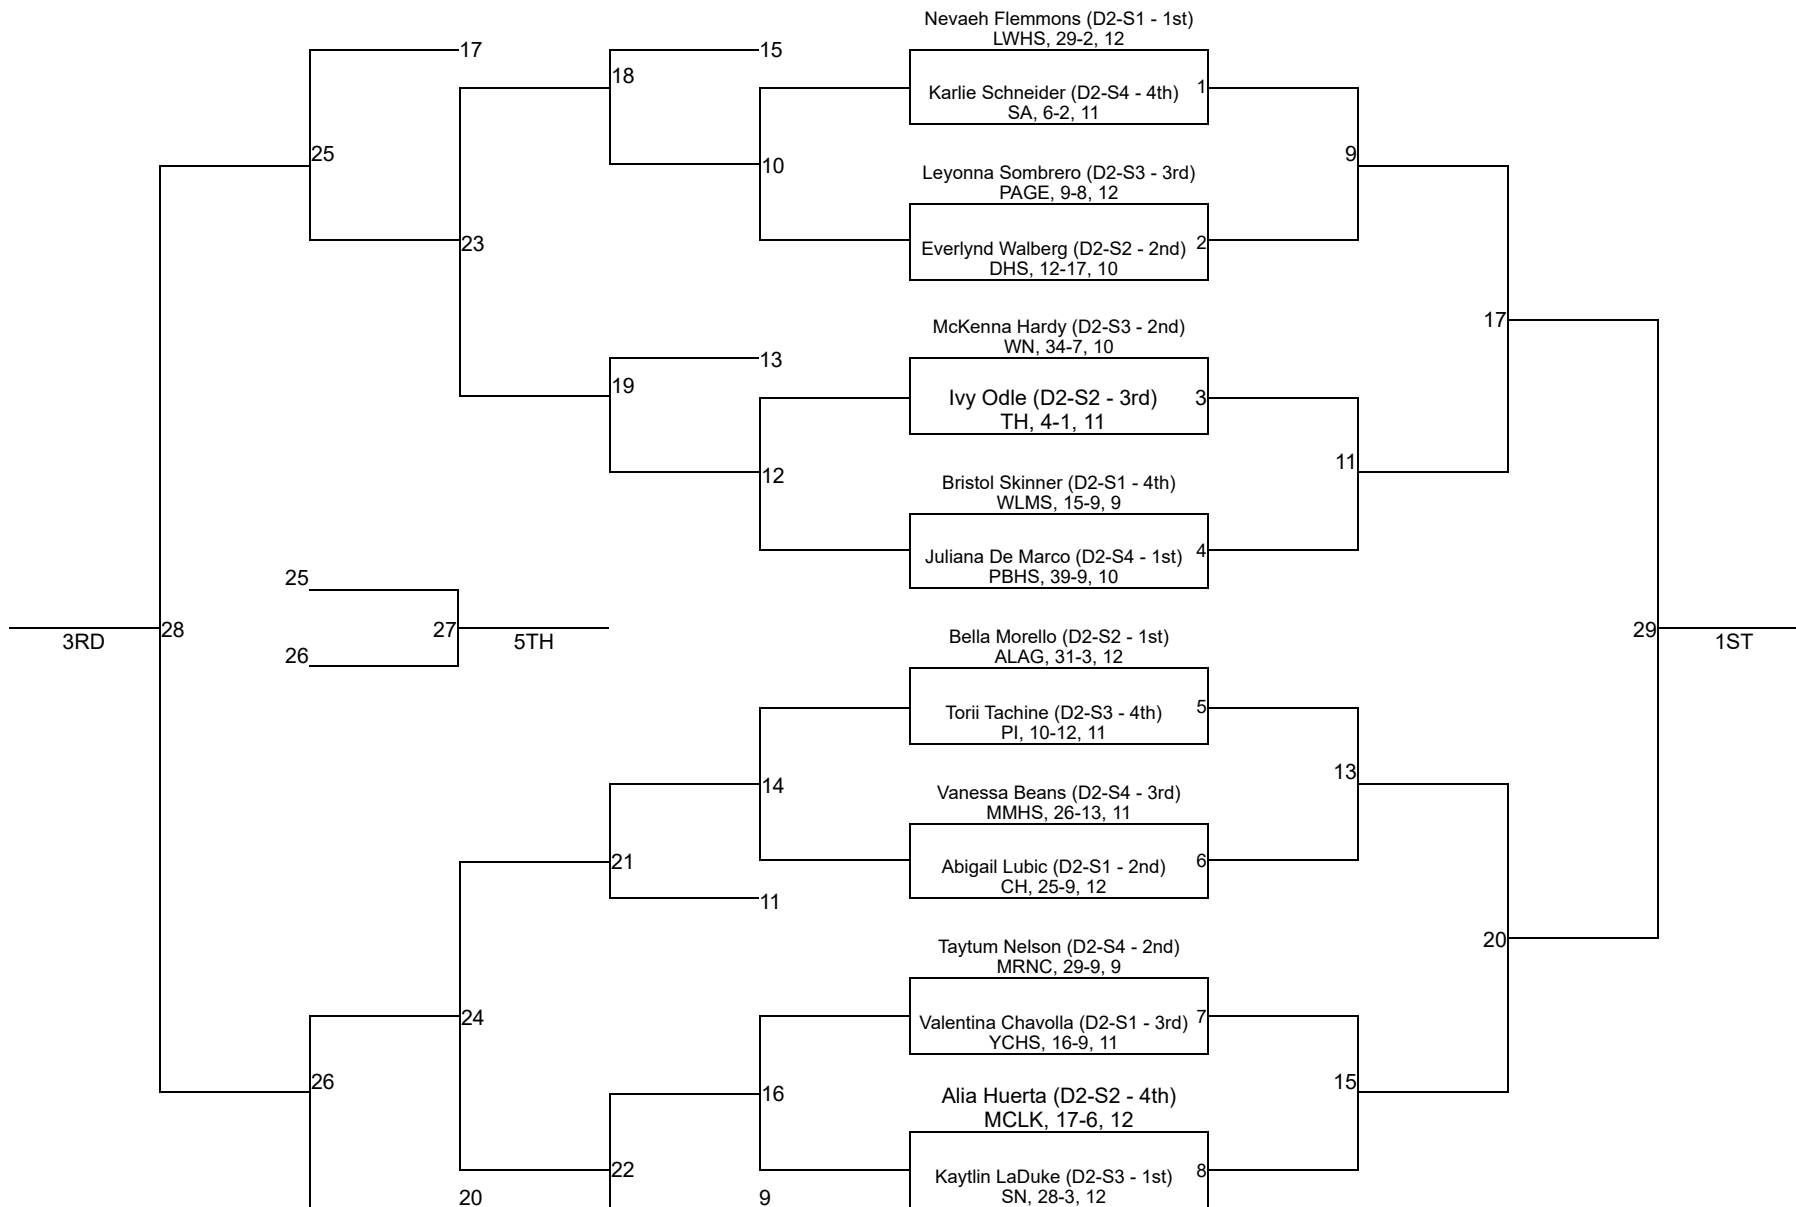 Nevaeh Flemmons (D2-S1 - 1st)
LWHS, 29-2, 12
17
15
18
1
Karlie Schneider (D2-S4 - 4th)
SA, 6-2, 11
25
10
9
Leyonna Sombrero (D2-S3 - 3rd)
PAGE, 9-8, 12
23
2
Everlynd Walberg (D2-S2 - 2nd)
DHS, 12-17, 10
17
McKenna Hardy (D2-S3 - 2nd)
WN, 34-7, 10
13
19
3
Ivy Odle (D2-S2 - 3rd)
TH, 4-1, 11
12
11
Bristol Skinner (D2-S1 - 4th)
WLMS, 15-9, 9
4
Juliana De Marco (D2-S4 - 1st)
PBHS, 39-9, 10
25
28
3RD
27
5TH
26
29
1ST
Bella Morello (D2-S2 - 1st)
ALAG, 31-3, 12
5
Torii Tachine (D2-S3 - 4th)
PI, 10-12, 11
14
13
Vanessa Beans (D2-S4 - 3rd)
MMHS, 26-13, 11
21
6
Abigail Lubic (D2-S1 - 2nd)
CH, 25-9, 12
11
20
Taytum Nelson (D2-S4 - 2nd)
MRNC, 29-9, 9
24
7
Valentina Chavolla (D2-S1 - 3rd)
YCHS, 16-9, 11
26
16
15
Alia Huerta (D2-S2 - 4th)
MCLK, 17-6, 12
22
8
Kaytlin LaDuke (D2-S3 - 1st)
SN, 28-3, 12
20
9